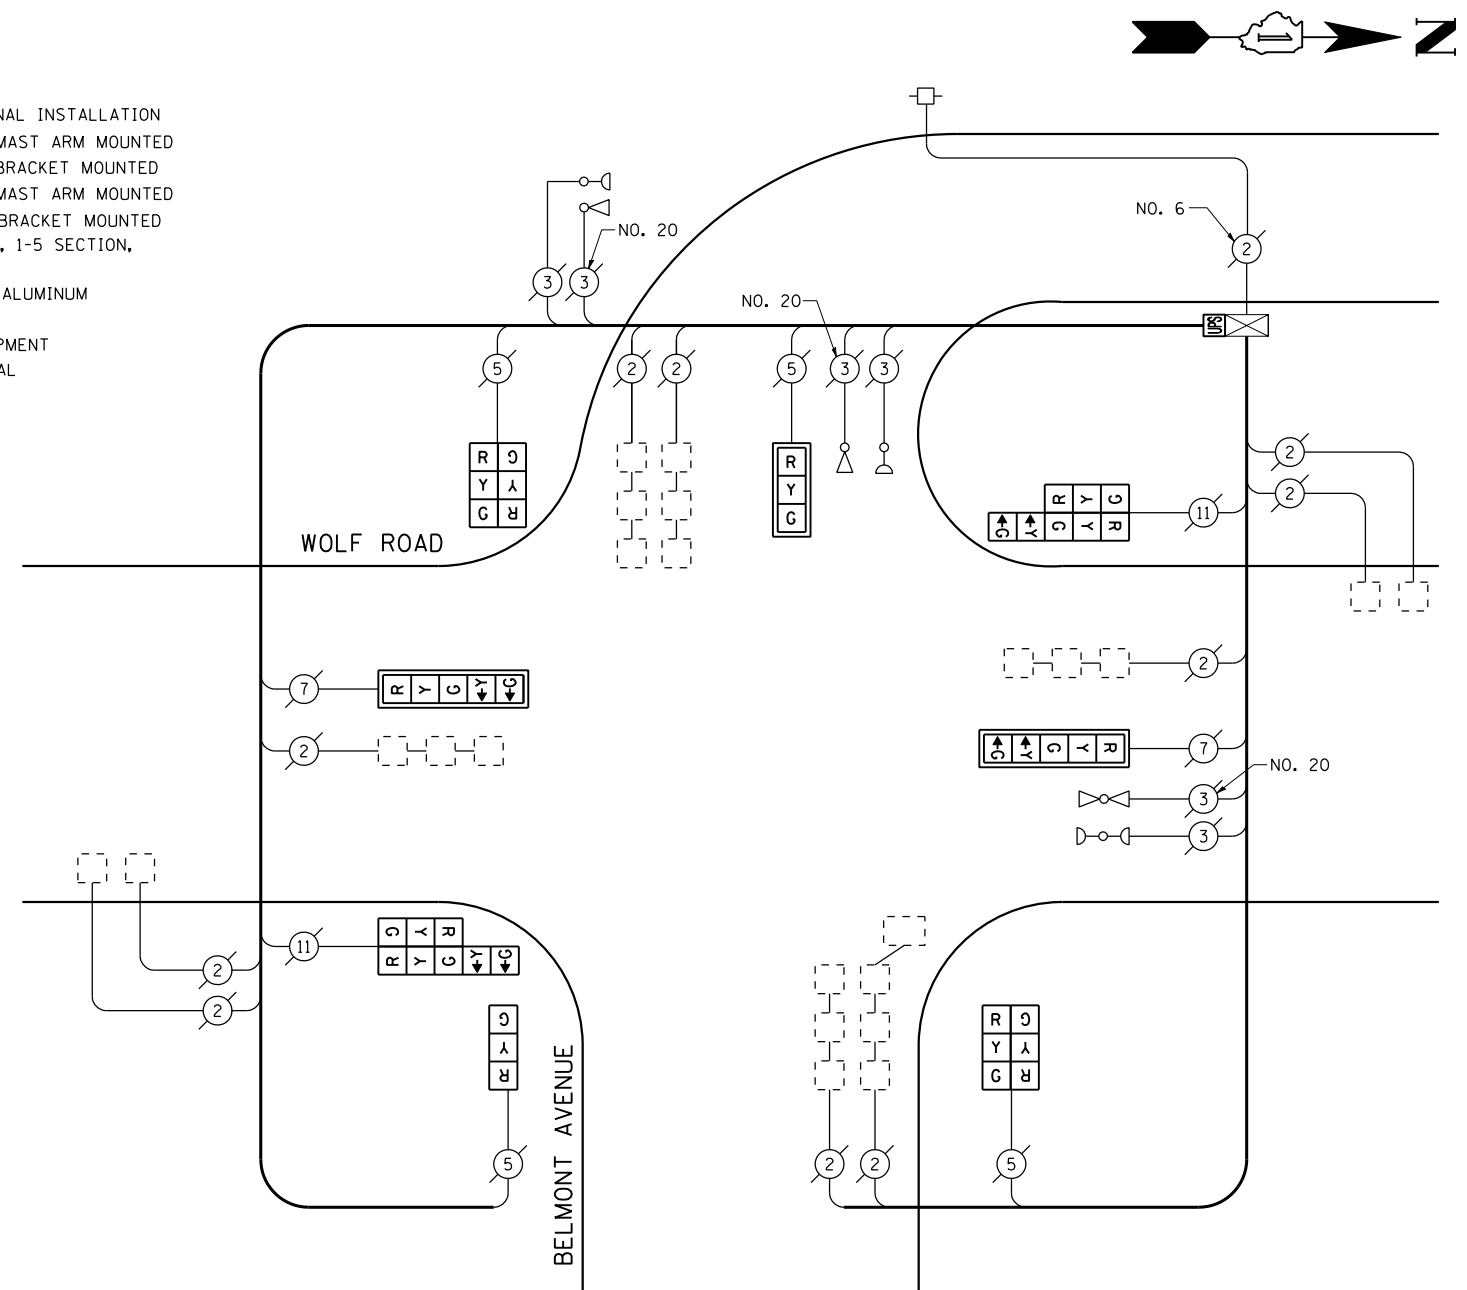 N
NAL INSTALLATION
MAST ARM MOUNTED
BRACKET MOUNTED
MAST ARM MOUNTED
BRACKET MOUNTED
, 1-5 SECTION,
ALUMINUM
PMENT
AL
NO. 6
NO. 20
2
3 3
NO. 20
UPS
5 2 2 5 3 3
R G
Y Y
G R
R
Y
G
2
2
R Y G
G Y G Y R
11
WOLF ROAD
7
R Y G Y G
2
2
G Y G Y R
7
NO. 20
3
3
11
G Y R
R Y G Y G
2
2
G
Y
R
R G
Y Y
G R
BELMONT AVENUE
5 2 2 5